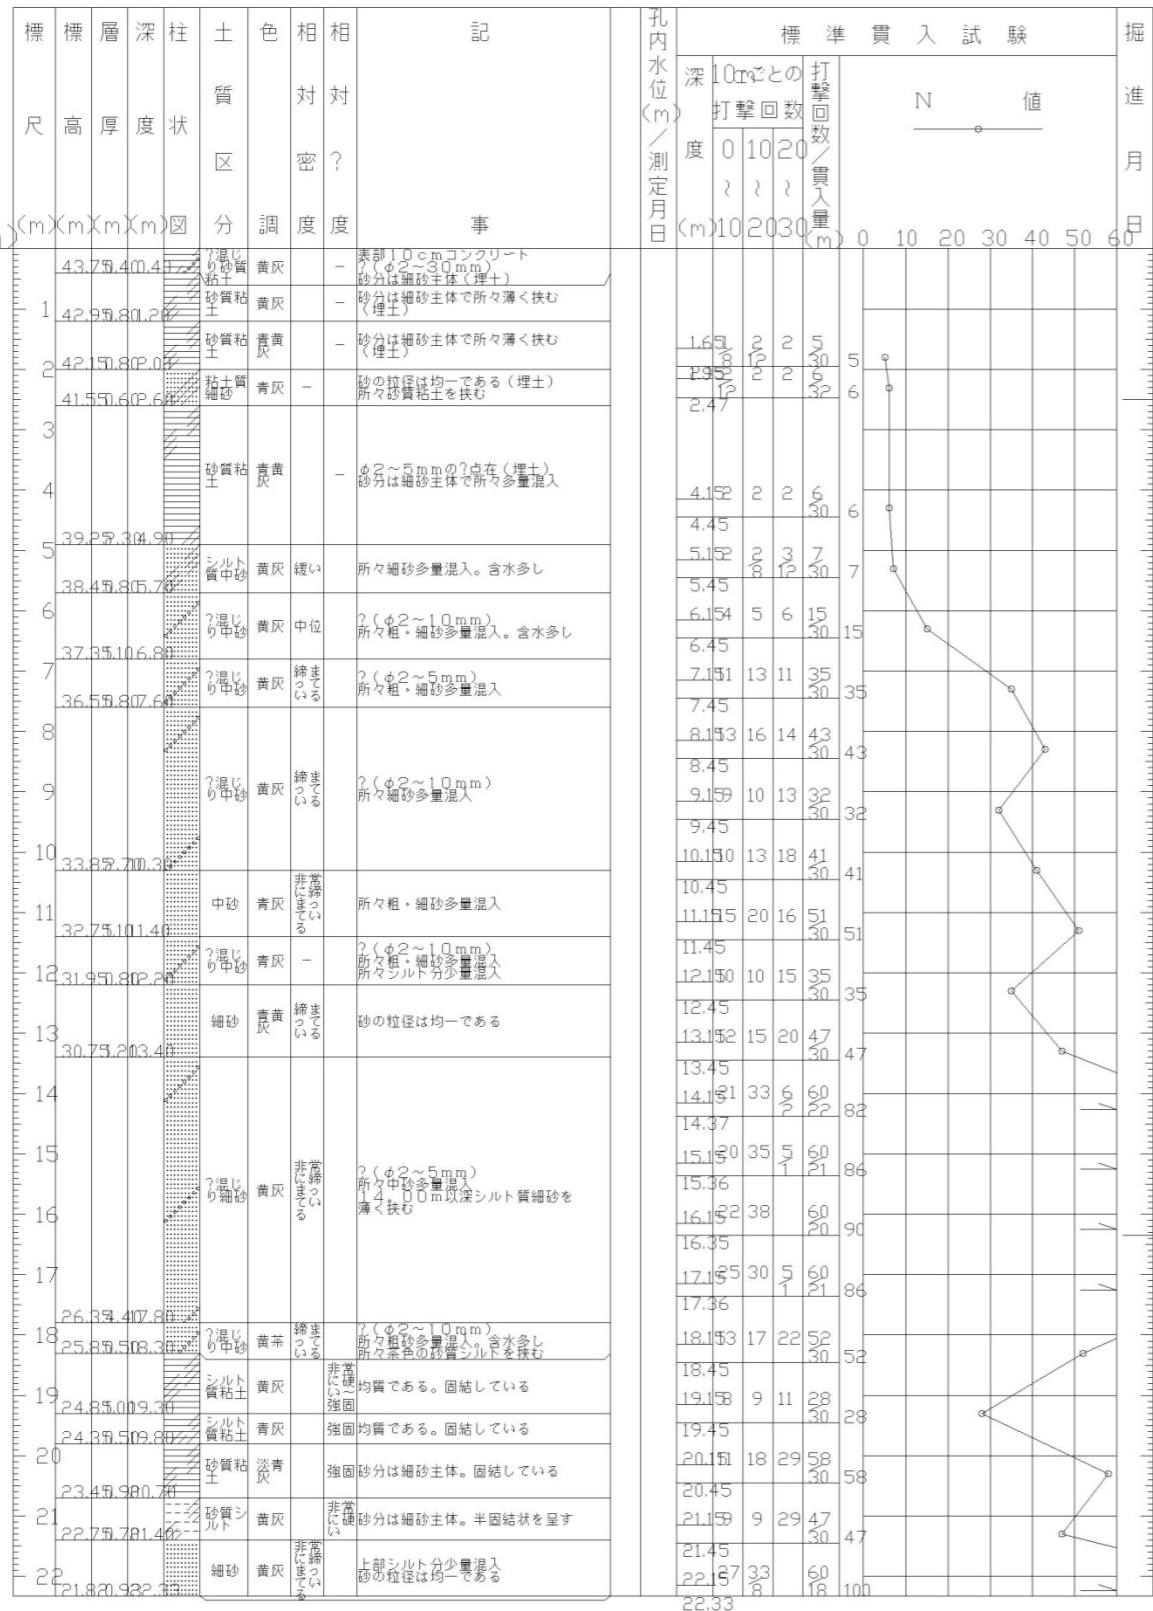 標 標 層 深 柱 土 色 相 相 記
尺 高 厚 度 状 質 調 対 対 事
(m) (m) (m) (m) 図 区 分 密 度 ? 度
孔内水位(m)/測定月日
標準貫入試験
深度(m)
10cmごとの打撃回数
0~10 10~20 20~30
打撃回数/貫入量(m)
N 値
0 10 20 30 40 50 60
掘進月日
43.75 0.40 0.40 ?混じり砂質粘土 黄灰 - 表部10cmコンクリート
?(φ2~30mm)
砂分は細砂主体(埋土)
1
42.95 0.80 1.20 砂質粘土 黄灰 - 砂分は細砂主体で所々薄く挟む
(埋土)
42.15 0.80 2.0 砂質粘土 青黄灰 - 砂分は細砂主体で所々薄く挟む
(埋土)
1.65 1/8 2/12 2 5/30 5
1.95
2
41.55 0.60 2.60 粘土質細砂 青灰 - 砂の粒径は均一である(埋土)
所々砂質粘土を挟む
2/12 2 2 6/32 6
2.47
3
4
39.25 2.30 4.90 砂質粘土 青黄灰 - φ2~5mmの?点在(埋土)
砂分は細砂主体で所々多量混入
4.15 2 2 2 6/30 6
4.45
5
38.45 0.80 5.70 シルト質中砂 黄灰 緩い 所々細砂多量混入。含水多し
5.15 2 2/8 3/12 7/30 7
5.45
6
37.35 1.10 6.80 ?混じり中砂 黄灰 中位 ?(φ2~10mm)
所々粗・細砂多量混入。含水多し
6.15 4 5 6 15/30 15
6.45
7
36.55 0.80 7.60 ?混じり中砂 黄灰 締まっている ?(φ2~5mm)
所々粗・細砂多量混入
7.15 11 13 11 35/30 35
7.45
8
8.15 13 16 14 43/30 43
8.45
9
33.85 2.70 10.30 ?混じり中砂 黄灰 締まっている ?(φ2~10mm)
所々細砂多量混入
9.15 9 10 13 32/30 32
9.45
10
10.15 10 13 18 41/30 41
10.45
11
32.75 1.10 11.40 中砂 青灰 非常に締まっている 所々粗・細砂多量混入
11.15 15 20 16 51/30 51
11.45
12
31.95 0.80 12.20 ?混じり中砂 青灰 - ?(φ2~10mm)
所々粗・細砂多量混入
所々シルト分少量混入
12.15 10 10 15 35/30 35
12.45
13
30.75 1.20 13.40 細砂 青黄灰 締まっている 砂の粒径は均一である
13.15 12 15 20 47/30 47
13.45
14
14.15 21 33 6/2 60/22 82
14.37
15
26.35 4.40 17.80 ?混じり細砂 黄灰 非常に締まっている ?(φ2~5mm)
所々中砂多量混入
14.00m以深シルト質細砂を
薄く挟む
15.15 20 35 5/1 60/21 86
15.36
16
16.15 22 38 60/20 90
16.35
17
17.15 25 30 5/1 60/21 86
17.36
18
25.85 0.50 18.30 ?混じり中砂 黄茶 締まっている ?(φ2~10mm)
所々粗砂多量混入。含水多し
所々茶色の砂質シルトを挟む
18.15 13 17 22 52/30 52
18.45
19
24.85 1.00 19.30 シルト質粘土 黄灰 非常に硬い~強固 均質である。固結している
19.15 8 9 11 28/30 28
19.45
24.35 0.50 19.80 シルト質粘土 青灰 強固 均質である。固結している
20
23.45 0.90 20.70 砂質粘土 淡青灰 強固 砂分は細砂主体。固結している
20.15 11 18 29 58/30 58
20.45
21
22.75 0.70 21.40 砂質シルト 黄灰 非常に硬い 砂分は細砂主体。半固結状を呈す
21.15 9 9 29 47/30 47
21.45
22
21.82 0.93 22.33 細砂 黄灰 非常に締まっている 上部シルト分少量混入
砂の粒径は均一である
22.15 27 33/8 60/18 100
22.33